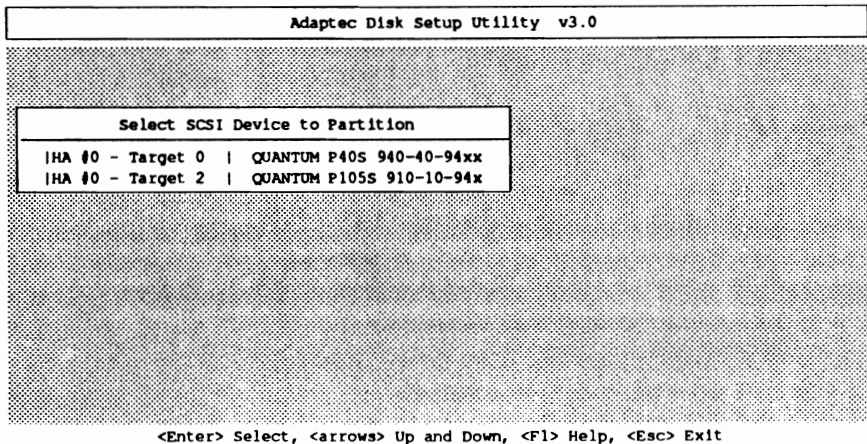 Adaptec Disk Setup Utility v3.0
Select SCSI Device to Partition
|HA #0 - Target 0 | QUANTUM P40S 940-40-94xx
|HA #0 - Target 2 | QUANTUM P105S 910-10-94x
<Enter> Select, <arrows> Up and Down, <F1> Help, <Esc> Exit